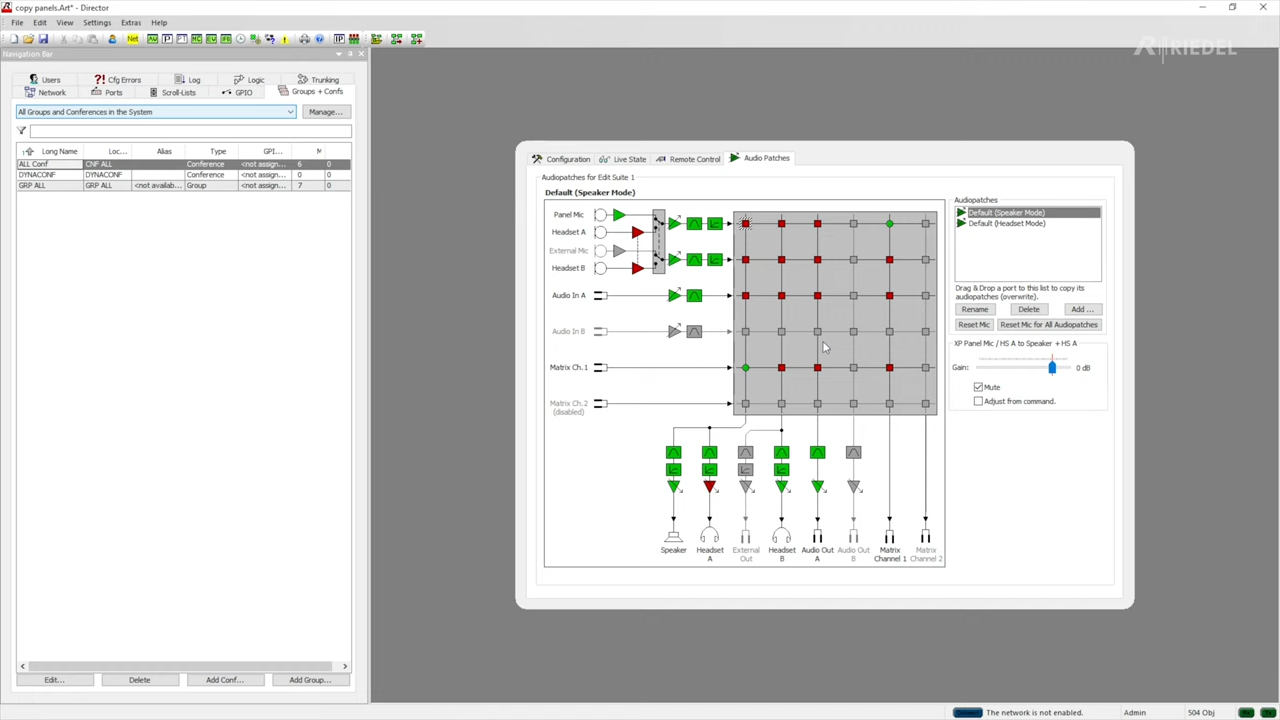 copy panels.Art* - Director
File Edit View Settings Extras Help
Net
IP
RIEDEL
Navigation Bar
Users Cfg Errors Log Logic Trunking
Network Ports Scroll-Lists GPIO Groups + Confs
All Groups and Conferences in the System Manage...
Long Name Loc... Alias Type GPI... M
ALL Conf CNF ALL Conference <not assign... 6 0
DYNACONF DYNACONF Conference <not assign... 0 0
GRP ALL GRP ALL <not availab... Group <not assign... 7 0
Edit... Delete Add Conf... Add Group...
Configuration Live State Remote Control Audio Patches
Audiopatches for Edit Suite 1
Default (Speaker Mode)
Panel Mic
Headset A
External Mic
Headset B
Audio In A
Audio In B
Matrix Ch.1
Matrix Ch.2
(disabled)
Speaker
Headset A
External Out
Headset B
Audio Out A
Audio Out B
Matrix Channel 1
Matrix Channel 2
Audiopatches
Default (Speaker Mode)
Default (Headset Mode)
Drag & Drop a port to this list to copy its
audiopatches (overwrite).
Rename Delete Add ...
Reset Mic Reset Mic for All Audiopatches
XP Panel Mic / HS A to Speaker + HS A
Gain: 0 dB
Mute
Adjust from command.
The network is not enabled. Admin 504 Obj